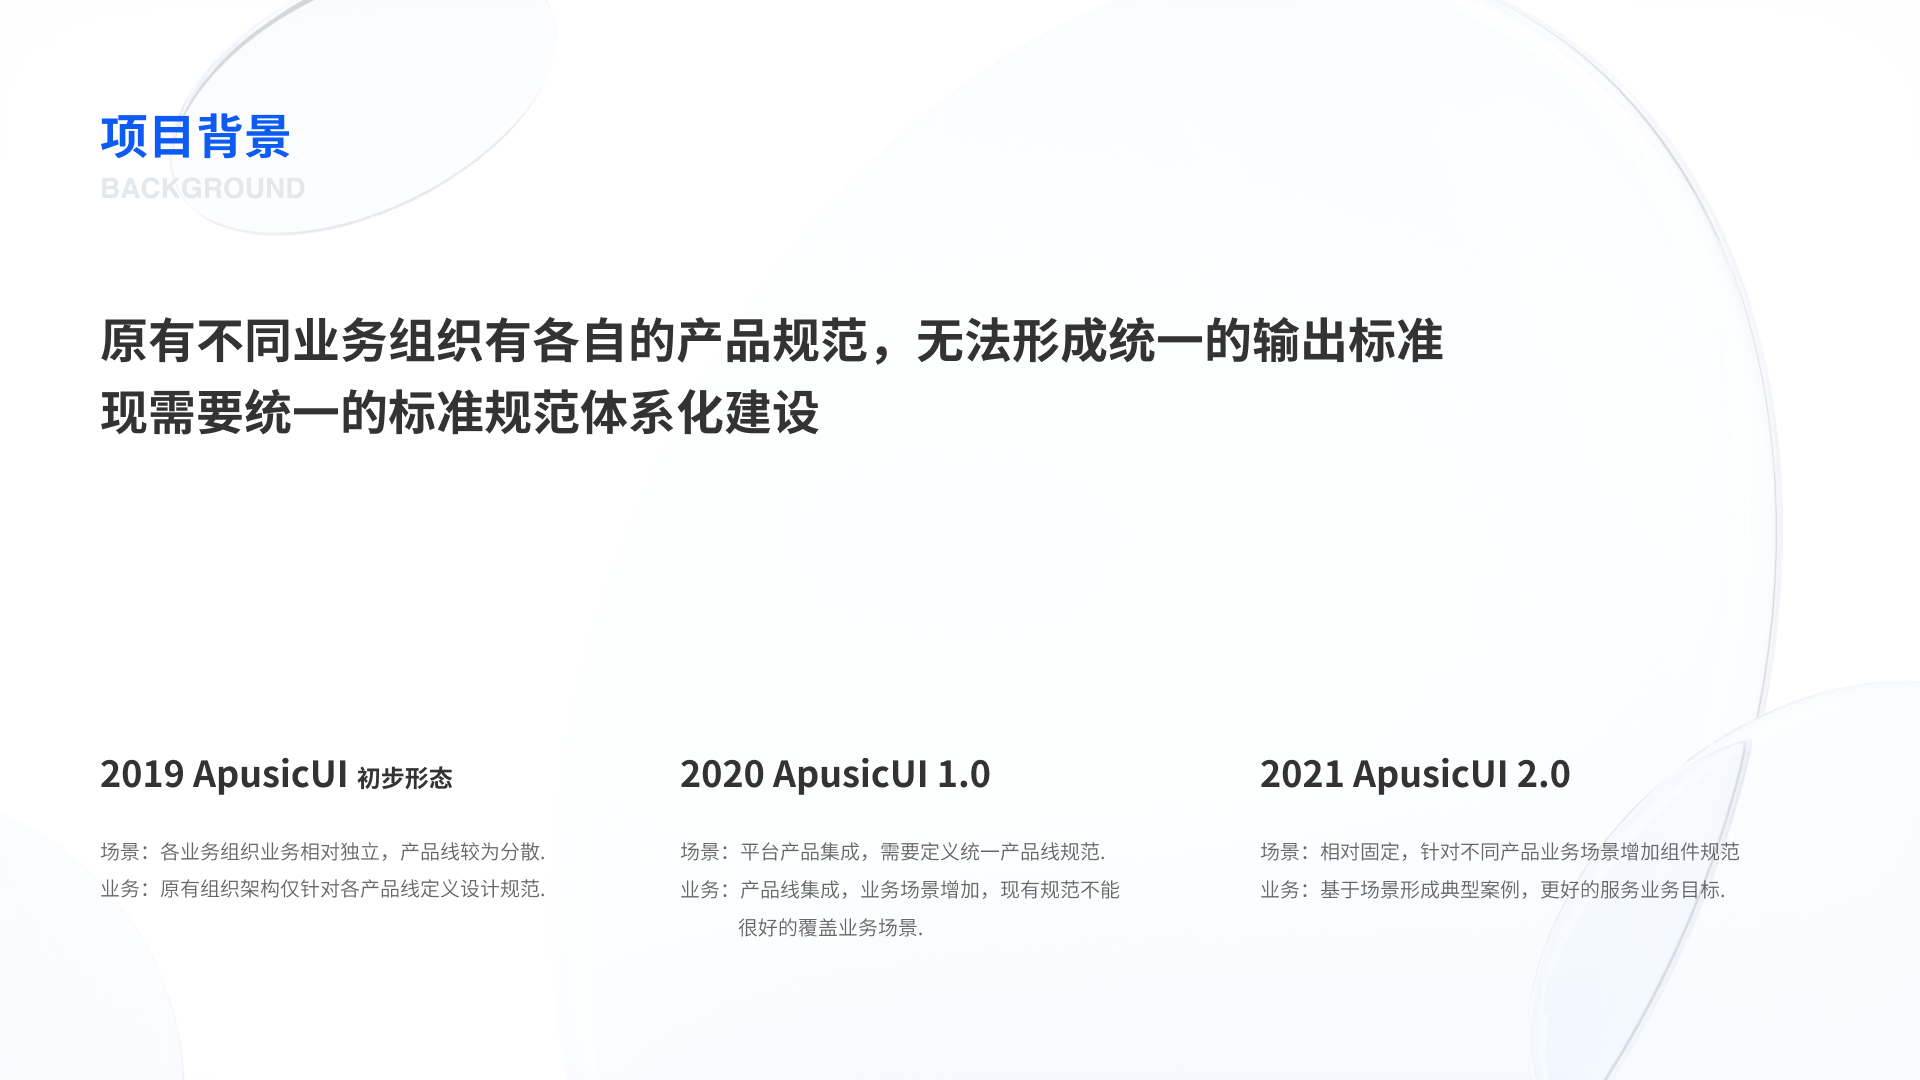 项目背景
BACKGROUND
原有不同业务组织有各自的产品规范，无法形成统一的输出标准
现需要统一的标准规范体系化建设
2019 ApusicUI 初步形态
场景：各业务组织业务相对独立，产品线较为分散.
业务：原有组织架构仅针对各产品线定义设计规范.
2020 ApusicUI 1.0
场景：平台产品集成，需要定义统一产品线规范.
业务：产品线集成，业务场景增加，现有规范不能
很好的覆盖业务场景.
2021 ApusicUI 2.0
场景：相对固定，针对不同产品业务场景增加组件规范
业务：基于场景形成典型案例，更好的服务业务目标.